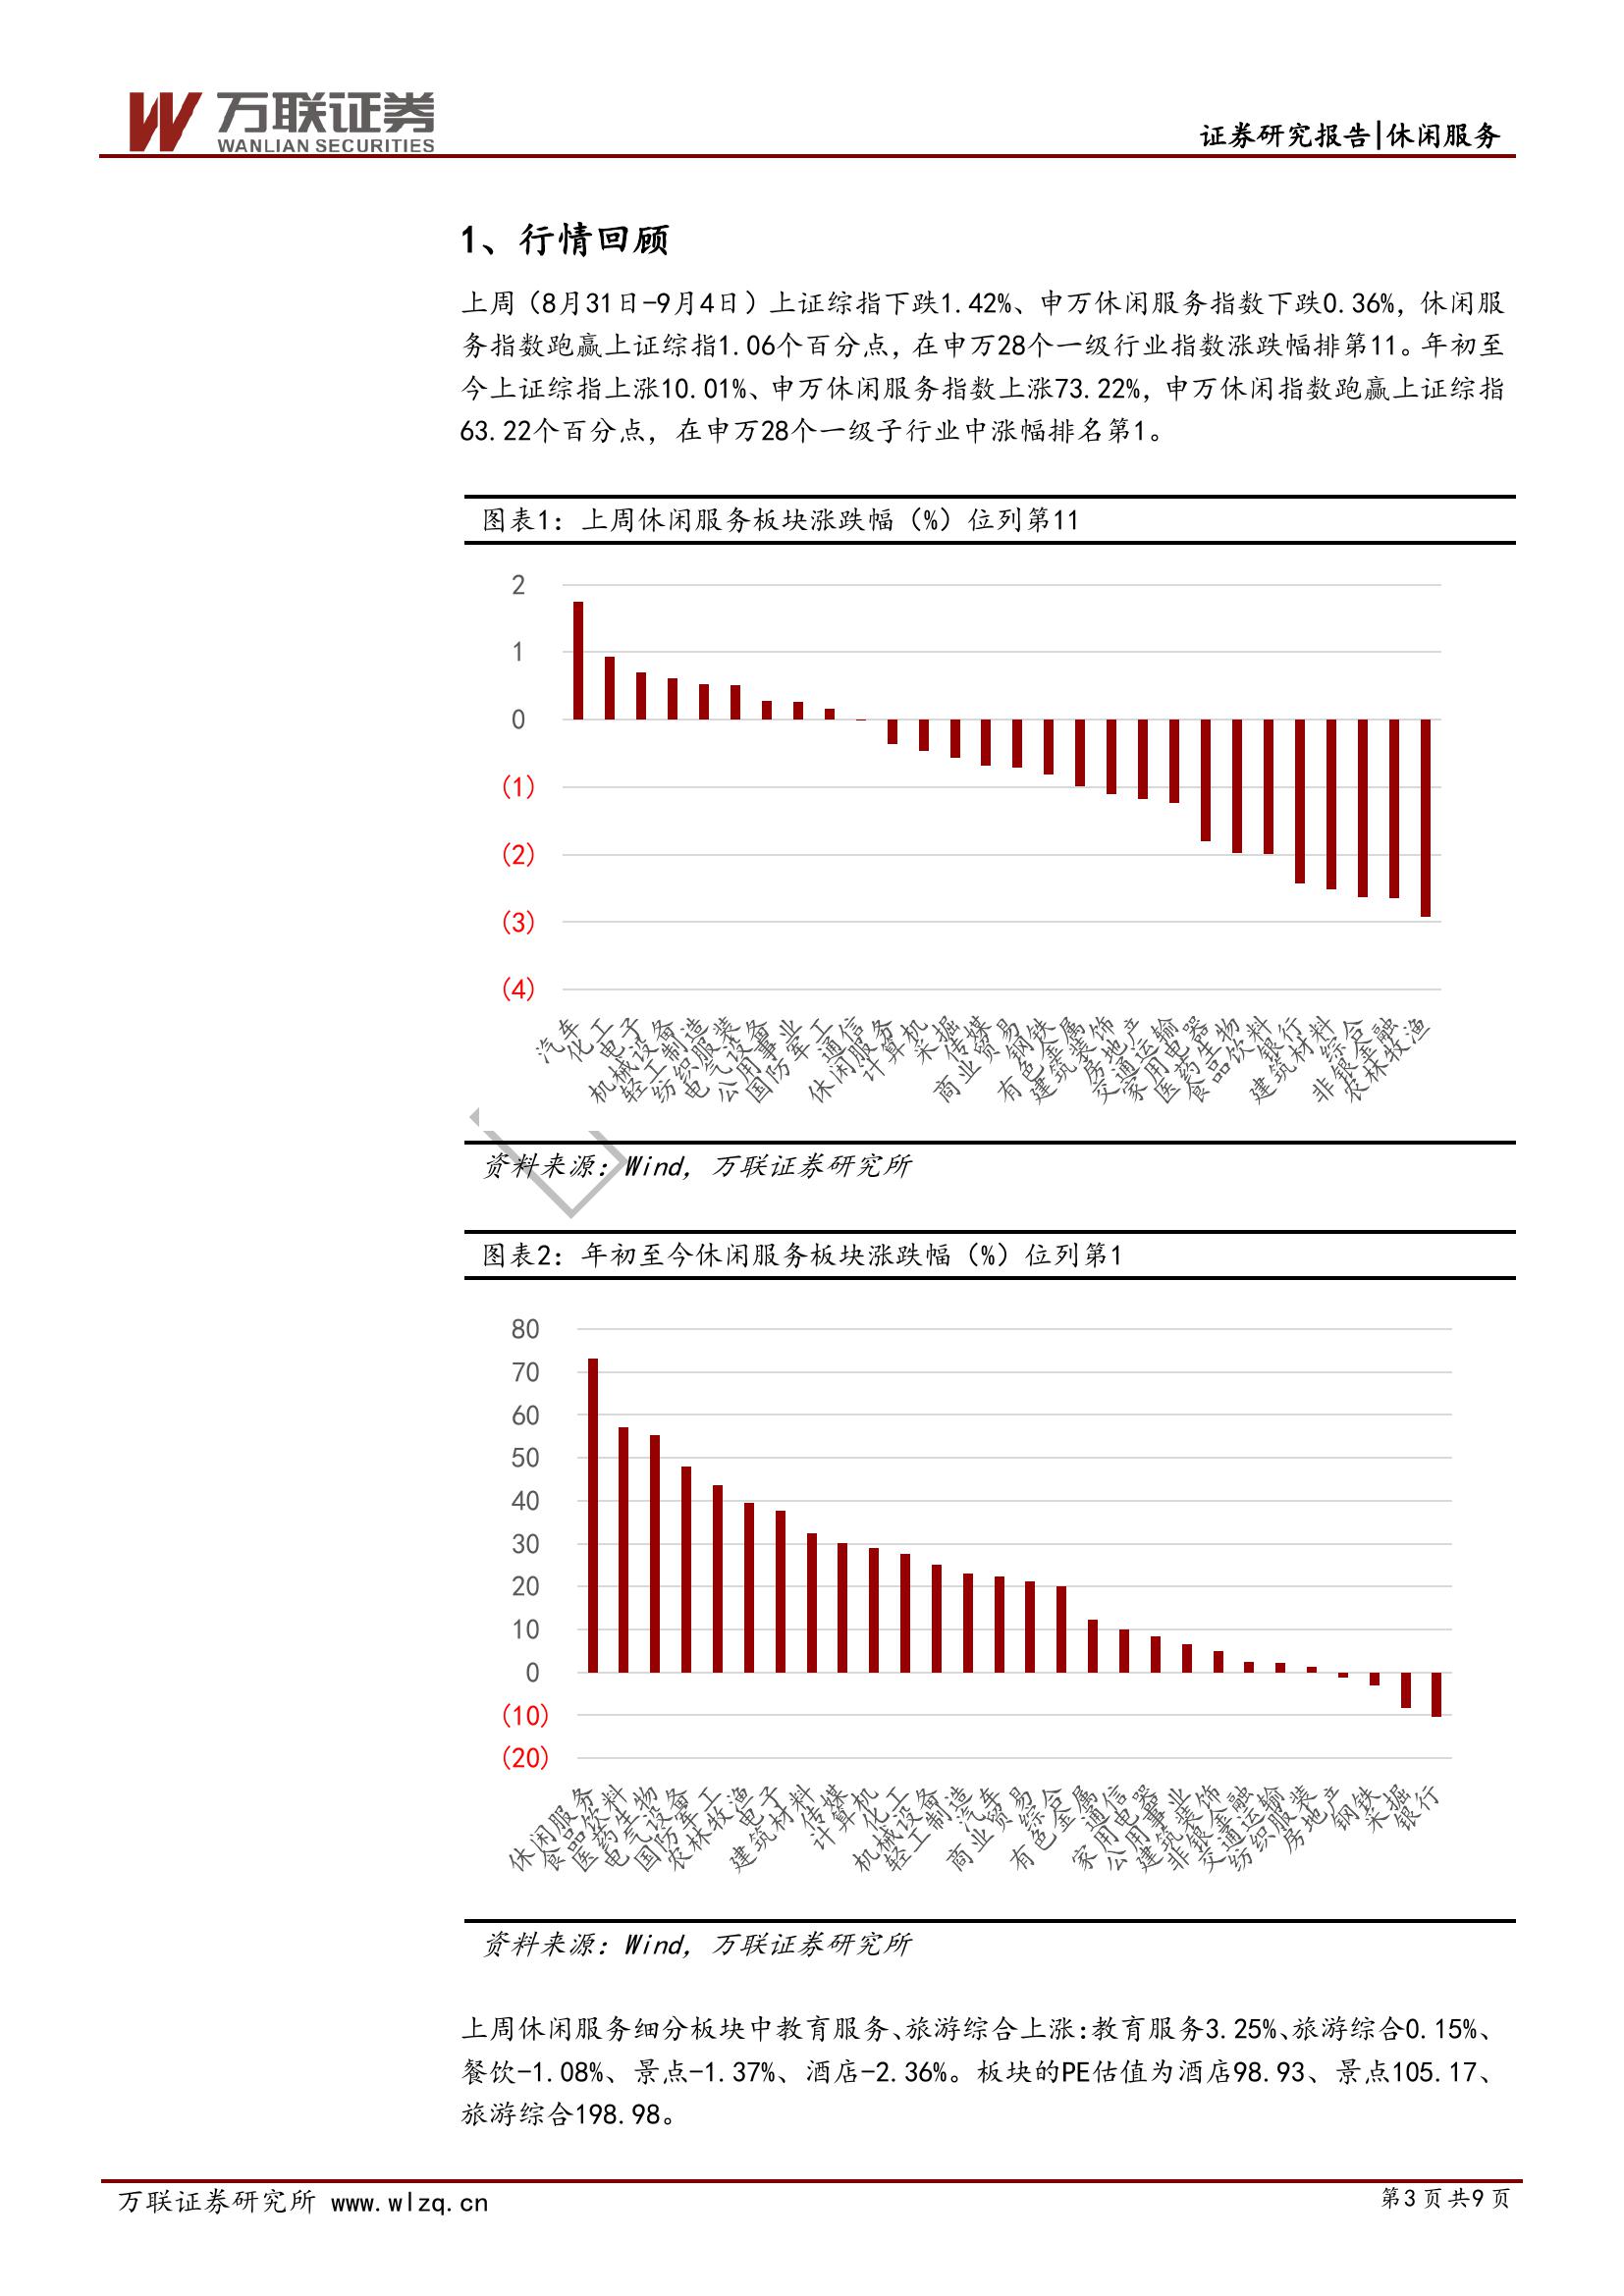 万联证券
WANLIAN SECURITIES
证券研究报告|休闲服务
1、行情回顾
上周（8月31日-9月4日）上证综指下跌1.42%、申万休闲服务指数下跌0.36%，休闲服
务指数跑赢上证综指1.06个百分点，在申万28个一级行业指数涨跌幅排第11。年初至
今上证综指上涨10.01%、申万休闲服务指数上涨73.22%，申万休闲指数跑赢上证综指
63.22个百分点，在申万28个一级子行业中涨幅排名第1。
图表1：上周休闲服务板块涨跌幅（%）位列第11
2
1
0
(1)
(2)
(3)
(4)
汽车
化工
电子
机械设备
轻工制造
纺织服装
电气设备
公用事业
国防军工
通信
休闲服务
计算机
采掘
传媒
商业贸易
钢铁
有色金属
建筑装饰
房地产
交通运输
家用电器
医药生物
食品饮料
银行
建筑材料
综合
非银金融
农林牧渔
资料来源：Wind，万联证券研究所
图表2：年初至今休闲服务板块涨跌幅（%）位列第1
80
70
60
50
40
30
20
10
0
(10)
(20)
休闲服务
食品饮料
医药生物
电气设备
国防军工
农林牧渔
电子
建筑材料
传媒
计算机
化工
机械设备
轻工制造
汽车
商业贸易
综合
有色金属
通信
家用电器
公用事业
建筑装饰
非银金融
交通运输
纺织服装
房地产
钢铁
采掘
银行
资料来源：Wind，万联证券研究所
上周休闲服务细分板块中教育服务、旅游综合上涨：教育服务3.25%、旅游综合0.15%、
餐饮-1.08%、景点-1.37%、酒店-2.36%。板块的PE估值为酒店98.93、景点105.17、
旅游综合198.98。
万联证券研究所 www.wlzq.cn
第3页共9页